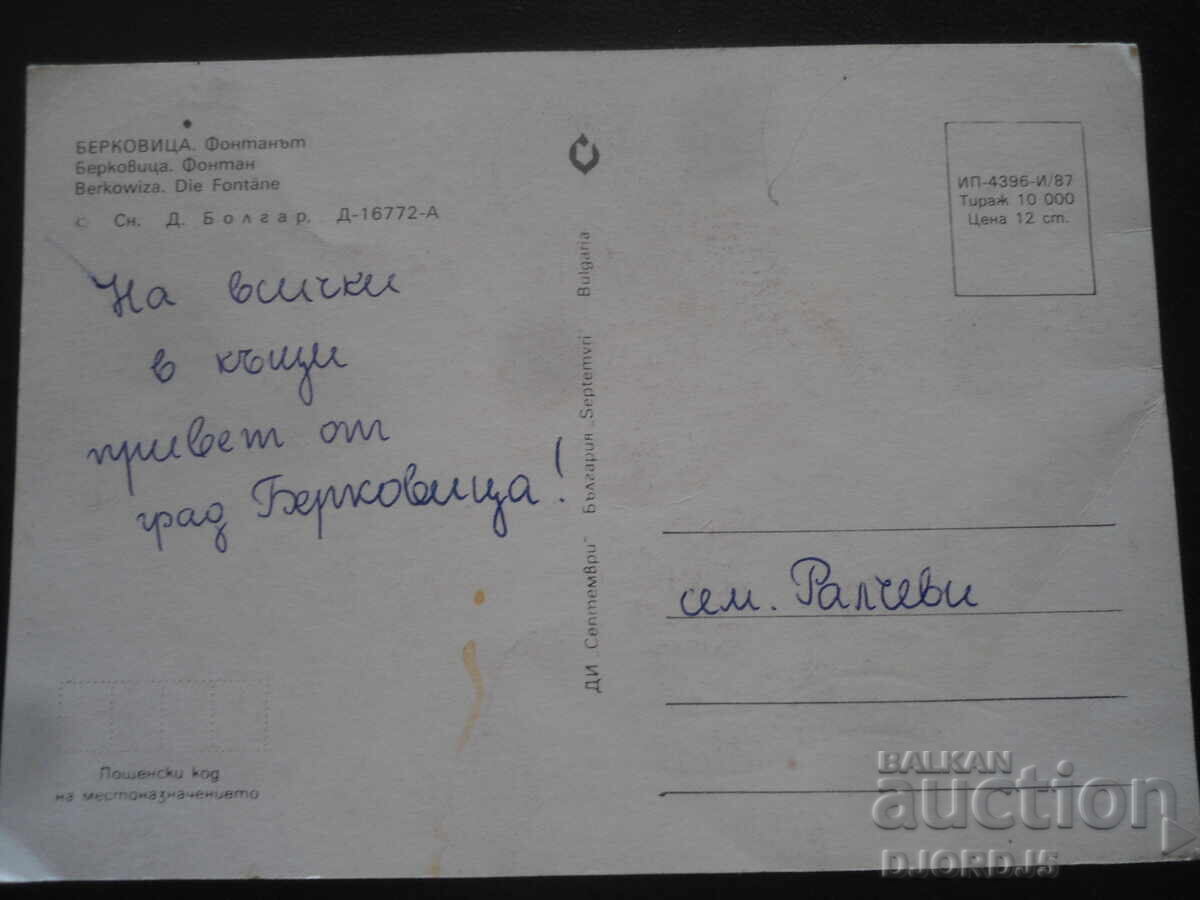 БЕРКОВИЦА. Фонтанът
Берковица. Фонтан
Berkowiza. Die Fontäne
© Сн. Д. Болгар. Д-16772-А
На всички
в къщи
привет от
град Берковица!
Пощенски код
на местоназначението
ДИ „Септември" България „Septemvri" Bulgaria
ИП-4396-И/87
Тираж 10 000
Цена 12 ст.
сем. Ралчеви
BALKAN
auction
DJORDJ5